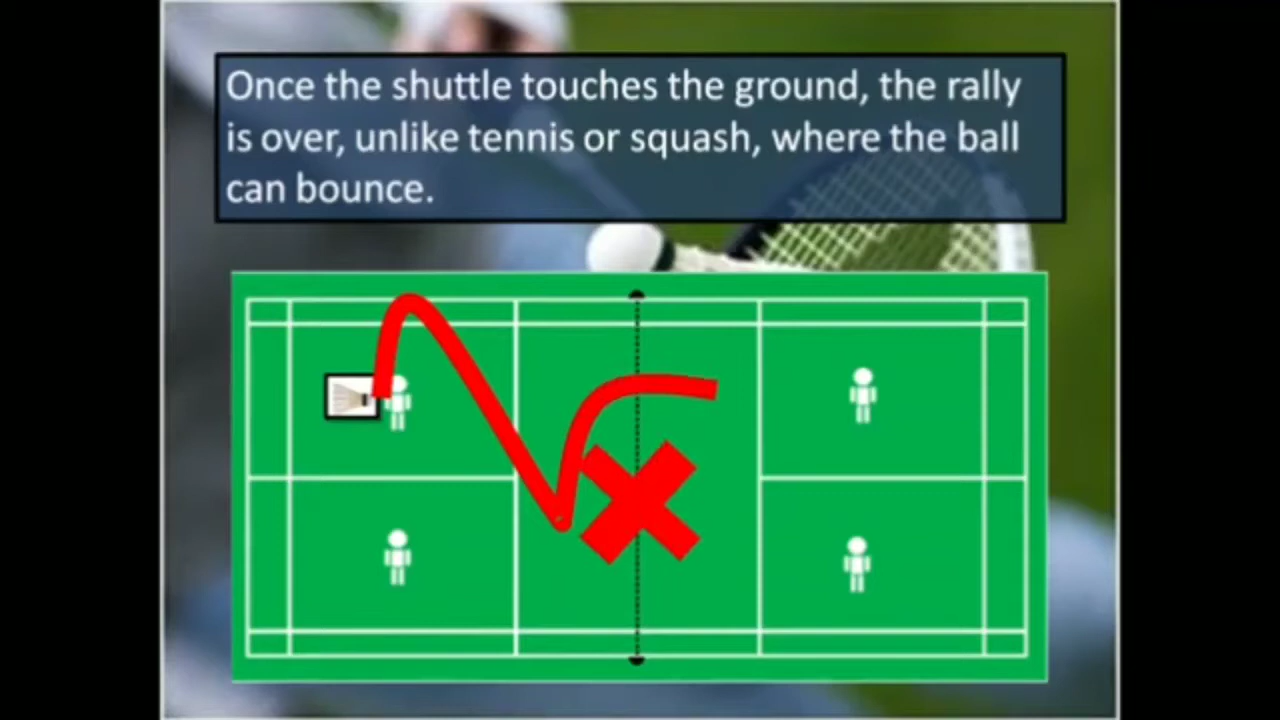 Once the shuttle touches the ground, the rally
is over, unlike tennis or squash, where the ball
can bounce.